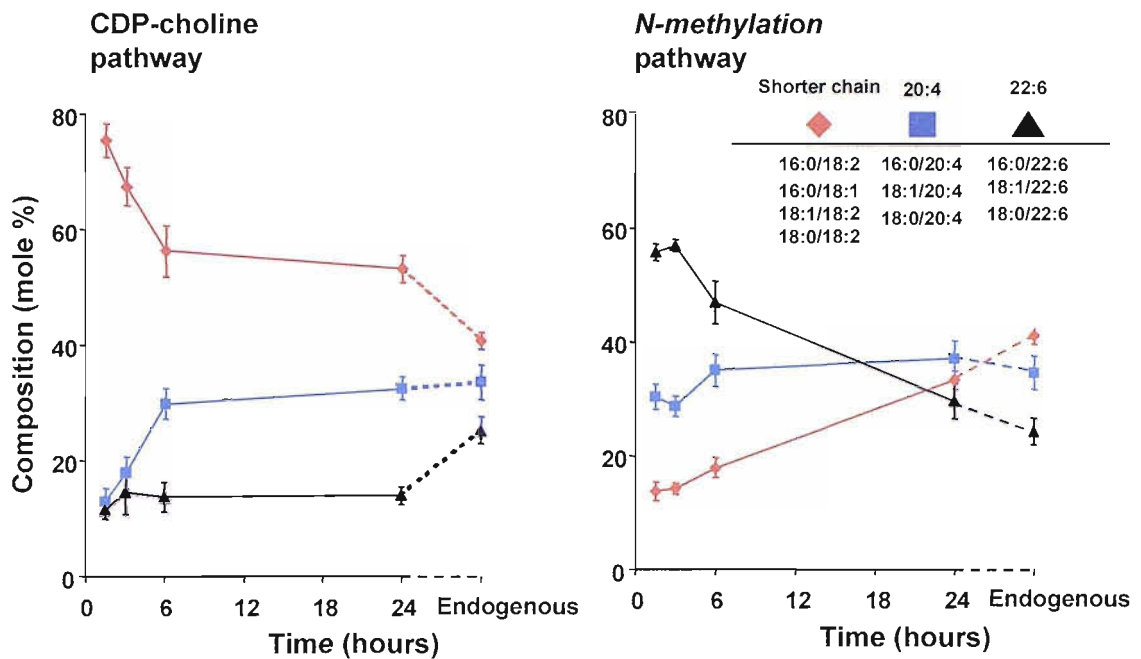 CDP-choline
pathway
80
60
40
20
0
Composition (mole %)
0 6 12 18 24 Endogenous
Time (hours)
N-methylation
pathway
Shorter chain 20:4 22:6
16:0/18:2 16:0/20:4 16:0/22:6
16:0/18:1 18:1/20:4 18:1/22:6
18:1/18:2 18:0/20:4 18:0/22:6
18:0/18:2
80
60
40
20
0
0 6 12 18 24 Endogenous
Time (hours)